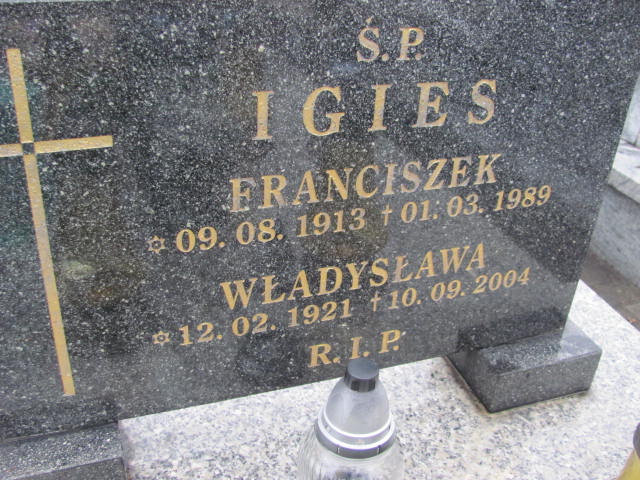 Ś.P.
IGIES
FRANCISZEK
✡ 09. 08. 1913 † 01. 03. 1989
WŁADYSŁAWA
✡ 12. 02. 1921 † 10. 09. 2004
R.I.P.